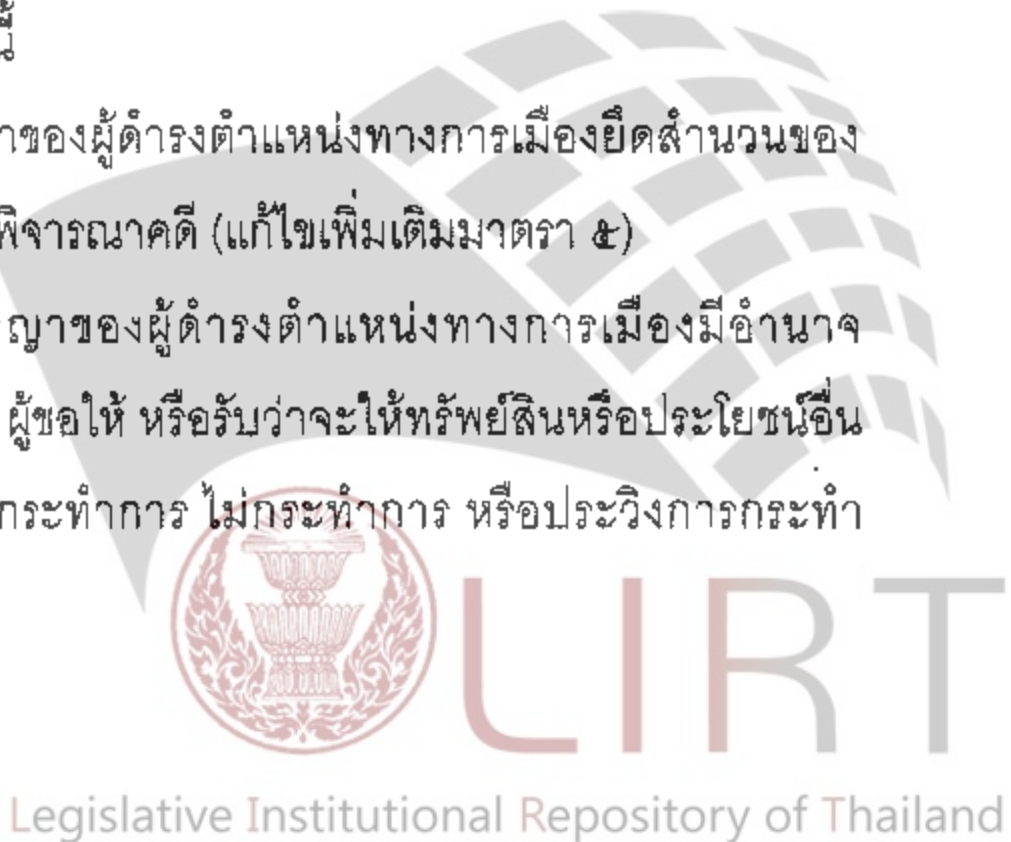 นี้
าของผู้ดำรงตำแหน่งทางการเมืองยึดสำนวนของ
พิจารณาคดี (แก้ไขเพิ่มเติมมาตรา ๕)
ญาของผู้ดำรงตำแหน่งทางการเมืองมีอำนาจ
ผู้ขอให้ หรือรับว่าจะให้ทรัพย์สินหรือประโยชน์อื่น
กระทำการ ไม่กระทำการ หรือประวิงการกระทำ
LIRT
Legislative Institutional Repository of Thailand